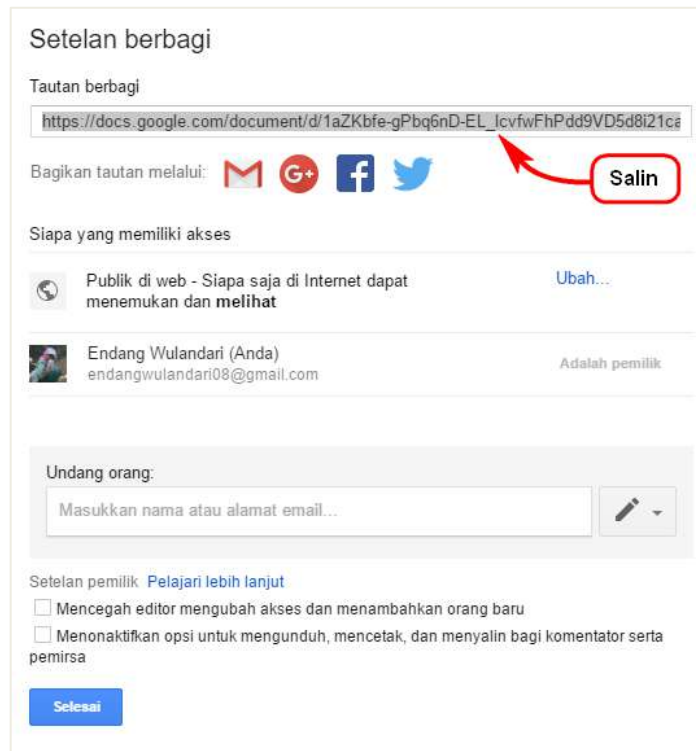 Setelan berbagi
Tautan berbagi
https://docs.google.com/document/d/1aZKbfe-gPbq6nD-EL_IcvfwFhPdd9VD5d8i21ca
Bagikan tautan melalui:
G+
Salin
Siapa yang memiliki akses
Publik di web - Siapa saja di Internet dapat
menemukan dan melihat
Ubah...
Endang Wulandari (Anda)
endangwulandari08@gmail.com
Adalah pemilik
Undang orang:
Masukkan nama atau alamat email...
Setelan pemilik Pelajari lebih lanjut
Mencegah editor mengubah akses dan menambahkan orang baru
Menonaktifkan opsi untuk mengunduh, mencetak, dan menyalin bagi komentator serta
pemirsa
Selesai